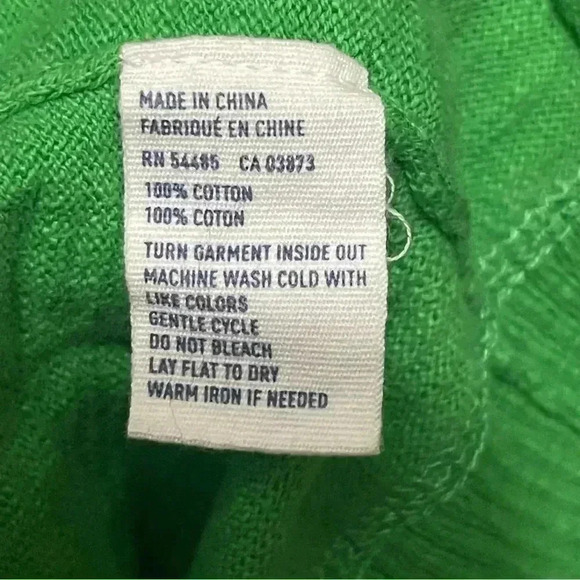 MADE IN CHINA
FABRIQUÉ EN CHINE
RN 54485 CA 03873
100% COTTON
100% COTON
TURN GARMENT INSIDE OUT
MACHINE WASH COLD WITH
LIKE COLORS
GENTLE CYCLE
DO NOT BLEACH
LAY FLAT TO DRY
WARM IRON IF NEEDED